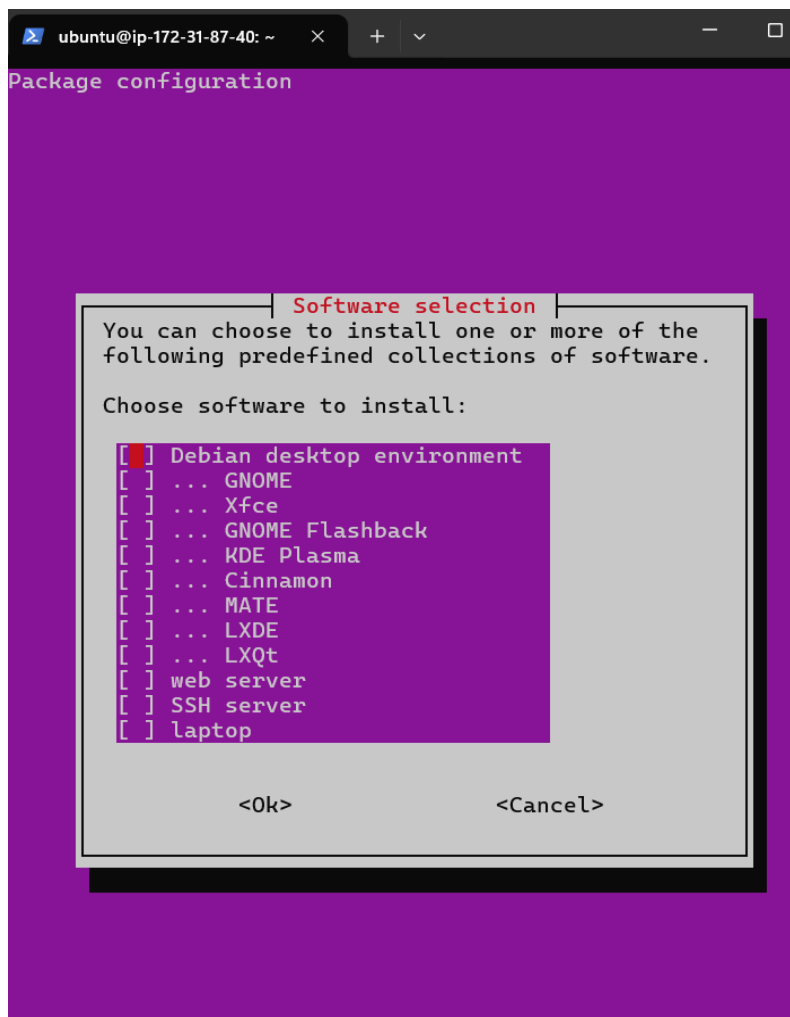 ubuntu@ip-172-31-87-40: ~
Package configuration
Software selection
You can choose to install one or more of the
following predefined collections of software.
Choose software to install:
[ ] Debian desktop environment
[ ] ... GNOME
[ ] ... Xfce
[ ] ... GNOME Flashback
[ ] ... KDE Plasma
[ ] ... Cinnamon
[ ] ... MATE
[ ] ... LXDE
[ ] ... LXQt
[ ] web server
[ ] SSH server
[ ] laptop
<Ok> <Cancel>